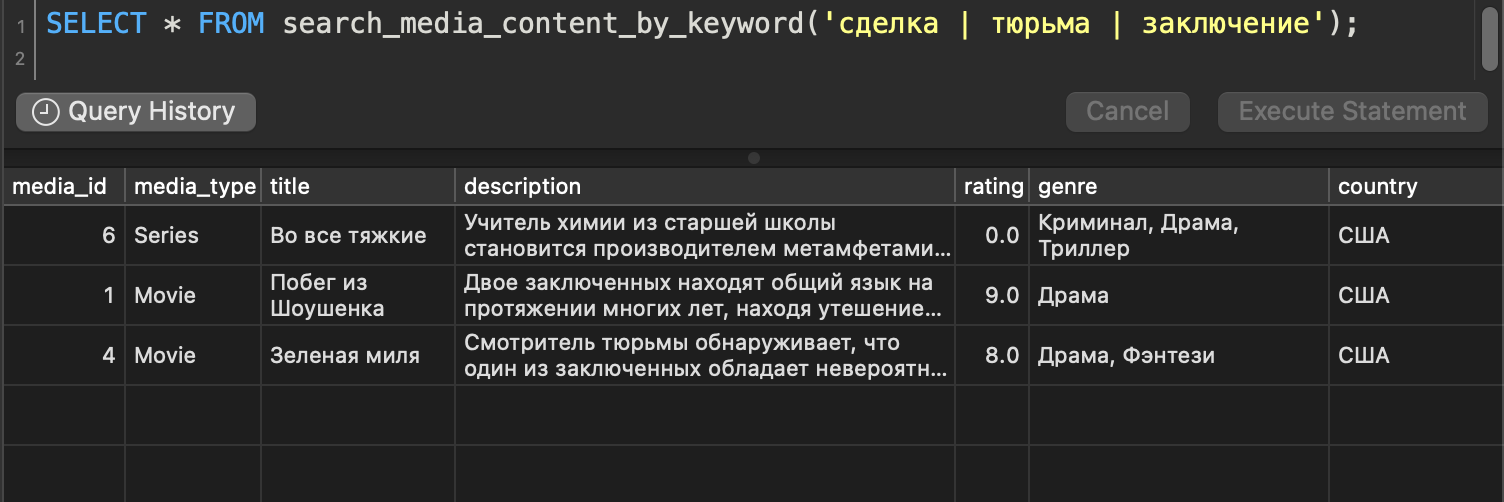 1 SELECT * FROM search_media_content_by_keyword('сделка | тюрьма | заключение');
2
Query History Cancel Execute Statement
media_id media_type title description rating genre country
6 Series Во все тяжкие Учитель химии из старшей школы становится производителем метамфетами... 0.0 Криминал, Драма, Триллер США
1 Movie Побег из Шоушенка Двое заключенных находят общий язык на протяжении многих лет, находя утешение... 9.0 Драма США
4 Movie Зеленая миля Смотритель тюрьмы обнаруживает, что один из заключенных обладает невероятн... 8.0 Драма, Фэнтези США